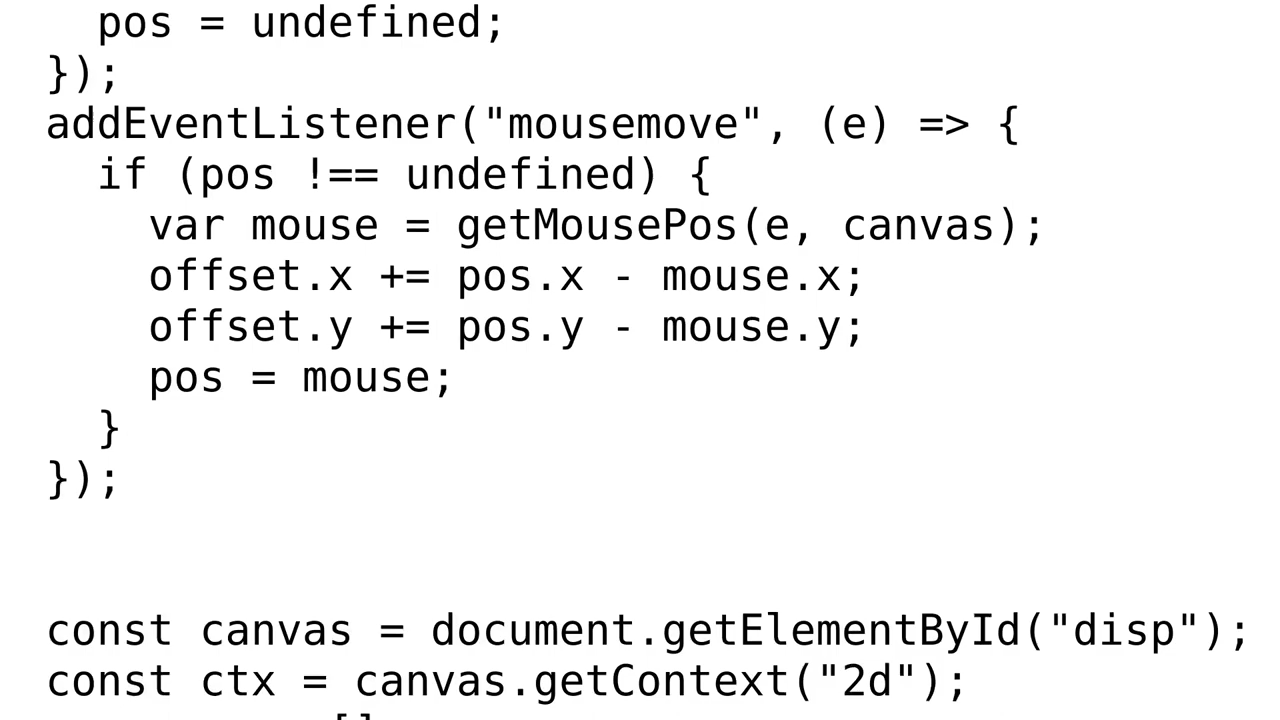 pos = undefined;
});
addEventListener("mousemove", (e) => {
if (pos !== undefined) {
var mouse = getMousePos(e, canvas);
offset.x += pos.x - mouse.x;
offset.y += pos.y - mouse.y;
pos = mouse;
}
});
const canvas = document.getElementById("disp");
const ctx = canvas.getContext("2d");